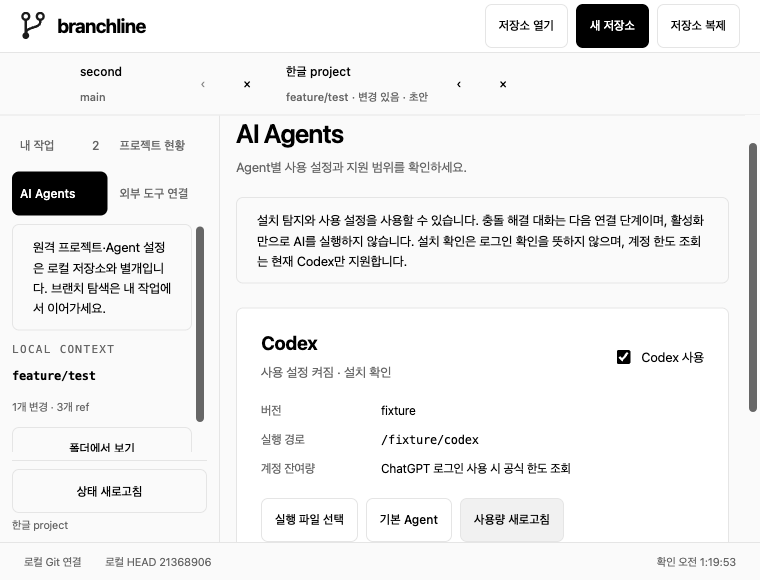 branchline
저장소 열기
새 저장소
저장소 복제
second
main
‹
×
한글 project
feature/test · 변경 있음 · 초안
‹
×
내 작업
2
프로젝트 현황
AI Agents
외부 도구 연결
원격 프로젝트·Agent 설정
은 로컬 저장소와 별개입니
다. 브랜치 탐색은 내 작업에
서 이어가세요.
LOCAL CONTEXT
feature/test
1개 변경 · 3개 ref
폴더에서 보기
상태 새로고침
한글 project
AI Agents
Agent별 사용 설정과 지원 범위를 확인하세요.
설치 탐지와 사용 설정을 사용할 수 있습니다. 충돌 해결 대화는 다음 연결 단계이며, 활성화
만으로 AI를 실행하지 않습니다. 설치 확인은 로그인 확인을 뜻하지 않으며, 계정 한도 조회
는 현재 Codex만 지원합니다.
Codex
사용 설정 켜짐 · 설치 확인
Codex 사용
버전
fixture
실행 경로
/fixture/codex
계정 잔여량
ChatGPT 로그인 사용 시 공식 한도 조회
실행 파일 선택
기본 Agent
사용량 새로고침
로컬 Git 연결
로컬 HEAD 21368906
확인 오전 1:19:53